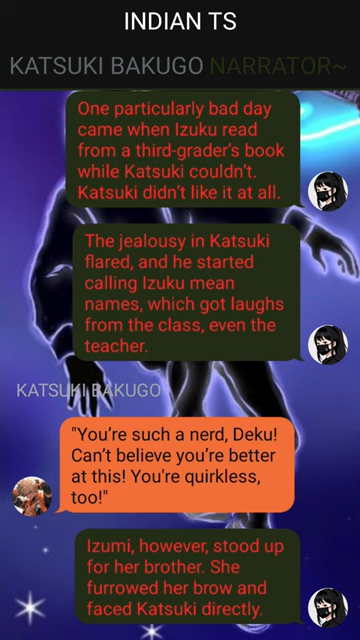 INDIAN TS
KATSUKI BAKUGO NARRATOR~
One particularly bad day
came when Izuku read
from a third-grader’s book
while Katsuki couldn’t.
Katsuki didn’t like it at all.
The jealousy in Katsuki
flared, and he started
calling Izuku mean
names, which got laughs
from the class, even the
teacher.
KATSUKI BAKUGO
"You’re such a nerd, Deku!
Can’t believe you’re better
at this! You're quirkless,
too!"
Izumi, however, stood up
for her brother. She
furrowed her brow and
faced Katsuki directly.